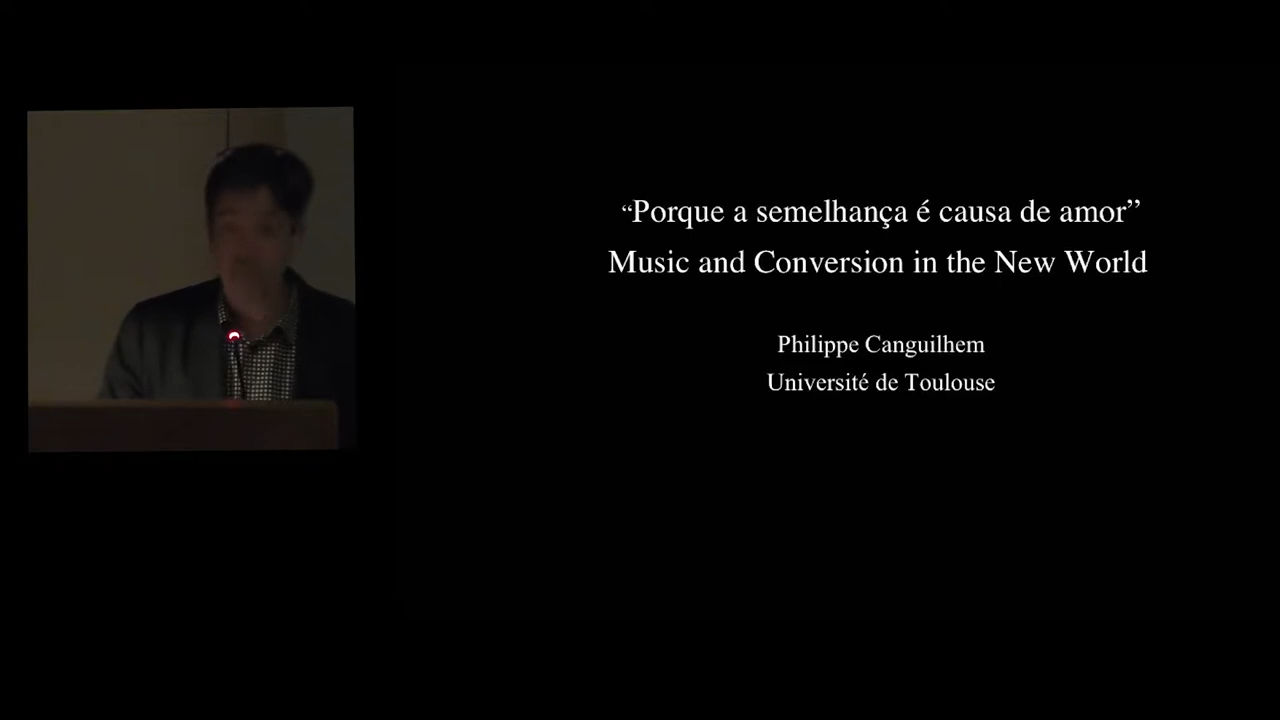 “Porque a semelhança é causa de amor”
Music and Conversion in the New World
Philippe Canguilhem
Université de Toulouse